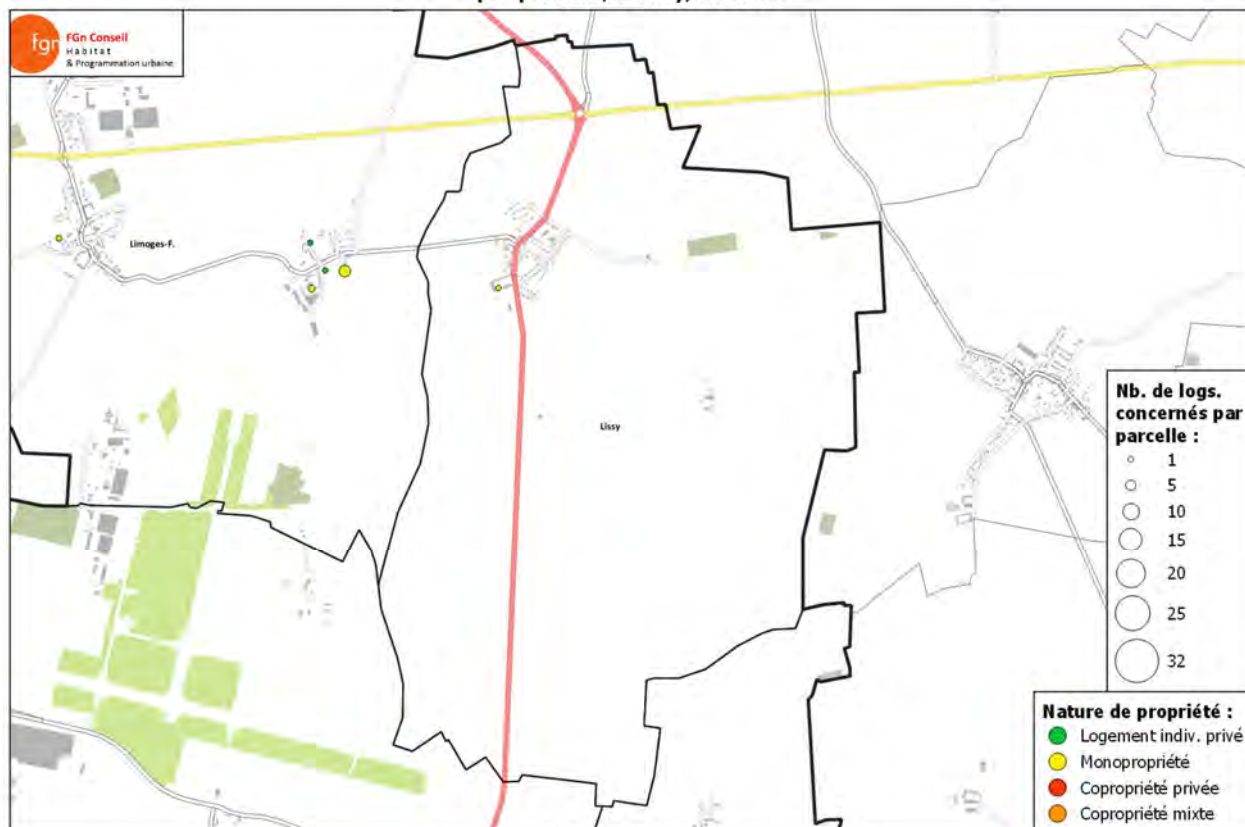 fgn
FGn Conseil
Habitat
& Programmation urbaine
Limoges-F.
Lissy
Nb. de logs.
concernés par
parcelle :
1
5
10
15
20
25
32
Nature de propriété :
Logement indiv. privé
Monopropriété
Copropriété privée
Copropriété mixte